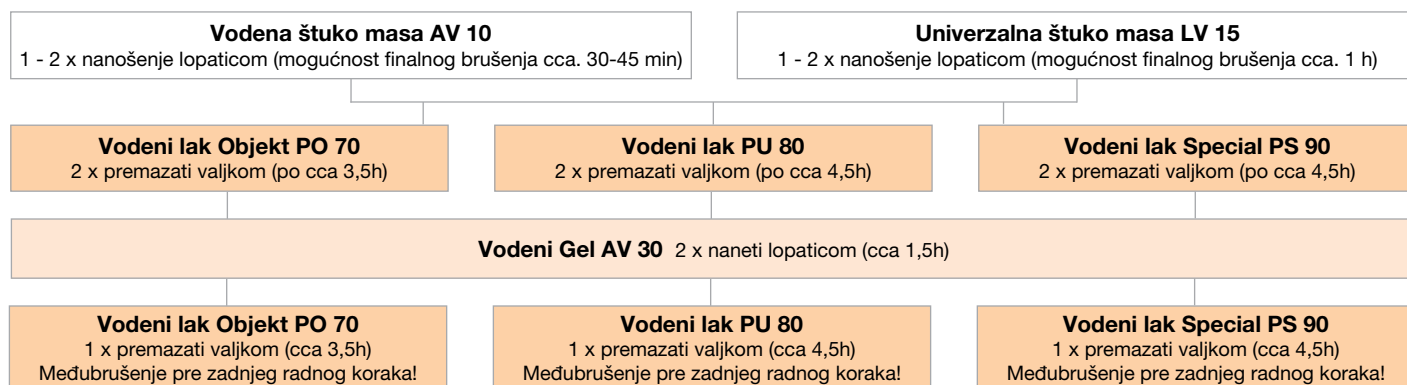 Vodena štuko masa AV 10
1 - 2 x nanošenje lopaticom (mogućnost finalnog brušenja cca. 30-45 min)
Univerzalna štuko masa LV 15
1 - 2 x nanošenje lopaticom (mogućnost finalnog brušenja cca. 1 h)
Vodeni lak Objekt PO 70
2 x premazati valjkom (po cca 3,5h)
Vodeni lak PU 80
2 x premazati valjkom (po cca 4,5h)
Vodeni lak Special PS 90
2 x premazati valjkom (po cca 4,5h)
Vodeni Gel AV 30 2 x naneti lopaticom (cca 1,5h)
Vodeni lak Objekt PO 70
1 x premazati valjkom (cca 3,5h)
Međubrušenje pre zadnjeg radnog koraka!
Vodeni lak PU 80
1 x premazati valjkom (cca 4,5h)
Međubrušenje pre zadnjeg radnog koraka!
Vodeni lak Special PS 90
1 x premazati valjkom (cca 4,5h)
Međubrušenje pre zadnjeg radnog koraka!